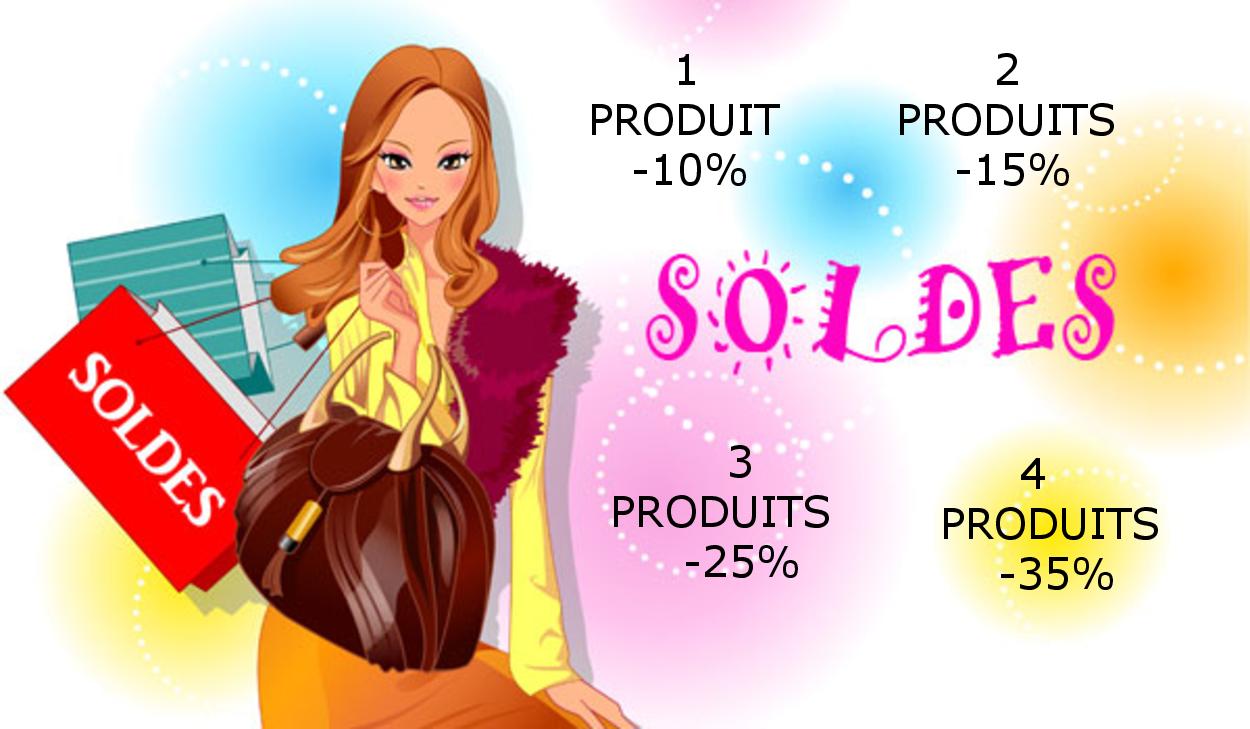 1
PRODUIT
-10%
2
PRODUITS
-15%
SOLDES
SOLDES
3
PRODUITS
-25%
4
PRODUITS
-35%